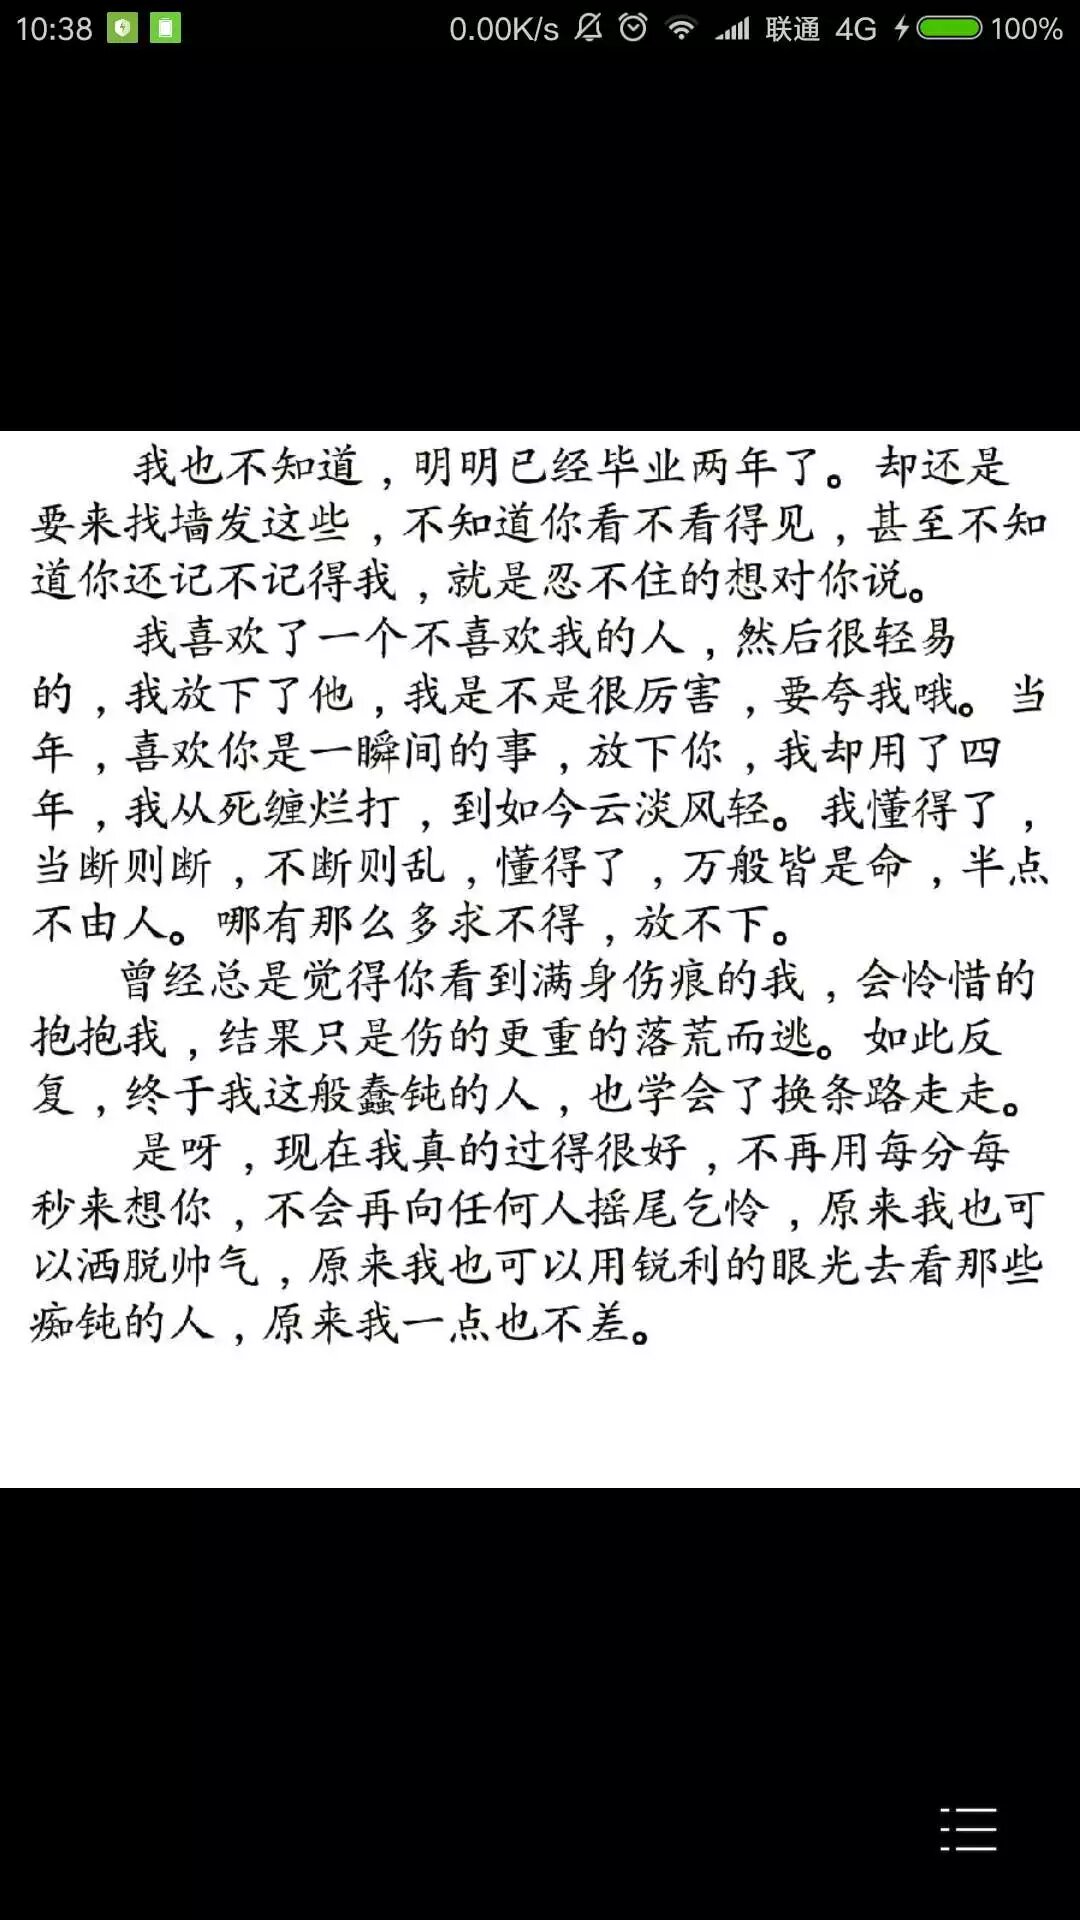 10:38 0.00K/s 联通 4G 100%
我也不知道，明明已经毕业两年了。却还是
要来找墙发这些，不知道你看不看得见，甚至不知
道你还记不记得我，就是忍不住的想对你说。
我喜欢了一个不喜欢我的人，然后很轻易
的，我放下了他，我是不是很厉害，要夸我哦。当
年，喜欢你是一瞬间的事，放下你，我却用了四
年，我从死缠烂打，到如今云淡风轻。我懂得了，
当断则断，不断则乱，懂得了，万般皆是命，半点
不由人。哪有那么多求不得，放不下。
曾经总是觉得你看到满身伤痕的我，会怜惜的
抱抱我，结果只是伤的更重的落荒而逃。如此反
复，终于我这般蠢钝的人，也学会了换条路走走。
是呀，现在我真的过得很好，不再用每分每
秒来想你，不会再向任何人摇尾乞怜，原来我也可
以洒脱帅气，原来我也可以用锐利的眼光去看那些
痴钝的人，原来我一点也不差。